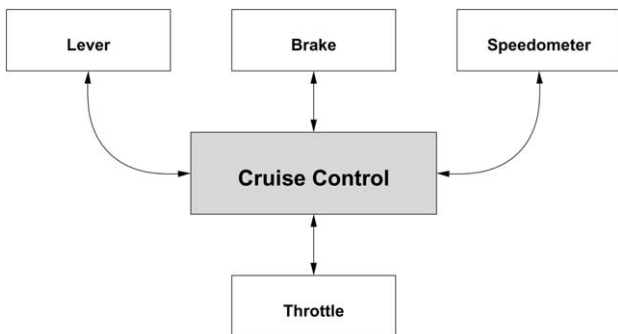 Lever
Brake
Speedometer
Cruise Control
Throttle